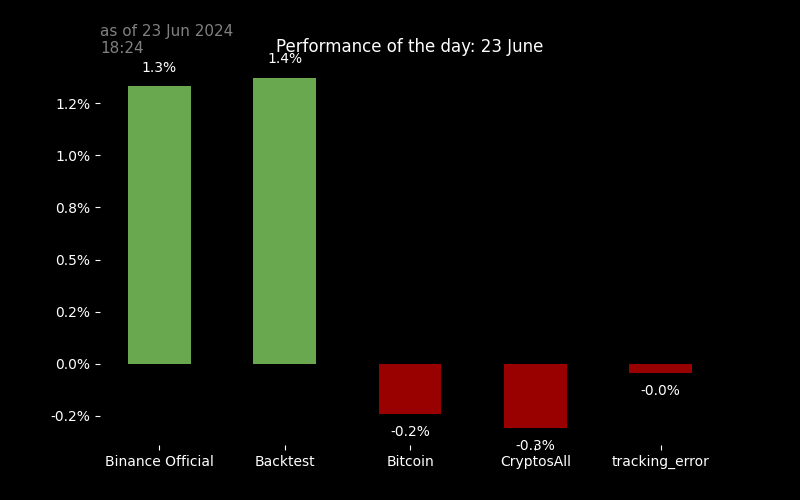 as of 23 Jun 2024
18:24
Performance of the day: 23 June
1.3%
1.4%
1.2%
1.0%
0.8%
0.5%
0.2%
0.0%
-0.2%
-0.2%
-0.3%
-0.0%
Binance Official
Backtest
Bitcoin
CryptosAll
tracking_error